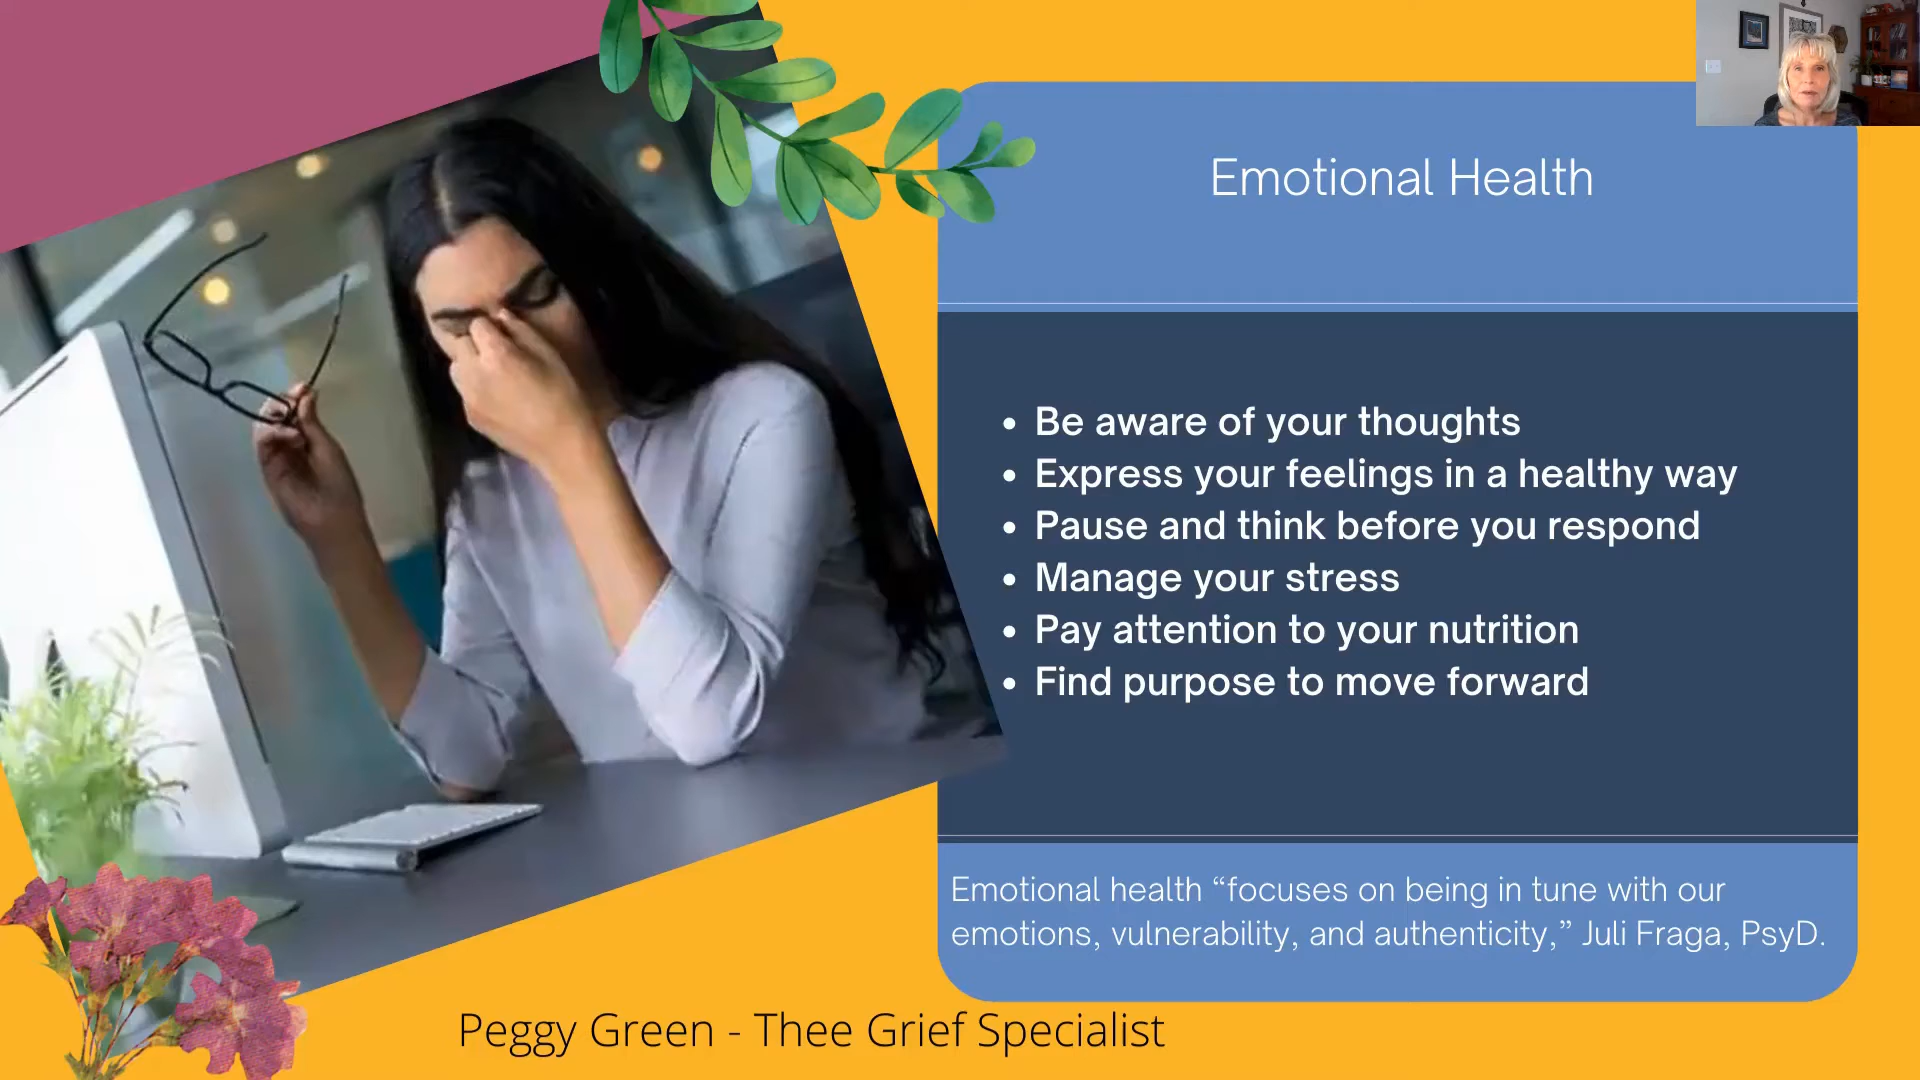 Emotional Health
• Be aware of your thoughts
• Express your feelings in a healthy way
• Pause and think before you respond
• Manage your stress
• Pay attention to your nutrition
• Find purpose to move forward
Emotional health “focuses on being in tune with our
emotions, vulnerability, and authenticity,” Juli Fraga, PsyD.
Peggy Green - Thee Grief Specialist